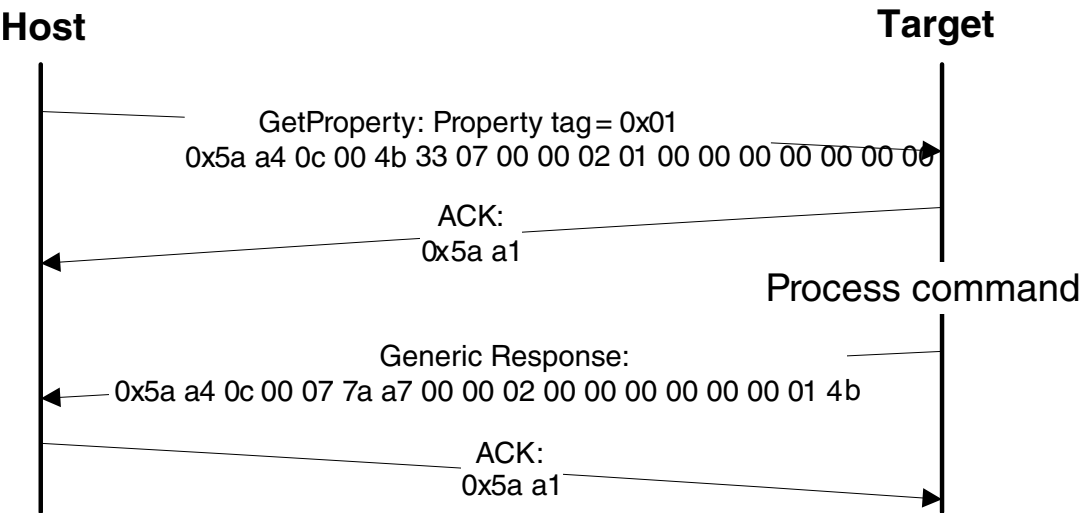 Host
Target
GetProperty: Property tag = 0x01
0x5a a4 0c 00 4b 33 07 00 00 02 01 00 00 00 00 00 00 00
ACK:
0x5a a1
Process command
Generic Response:
0x5a a4 0c 00 07 7a a7 00 00 02 00 00 00 00 00 00 01 4b
ACK:
0x5a a1